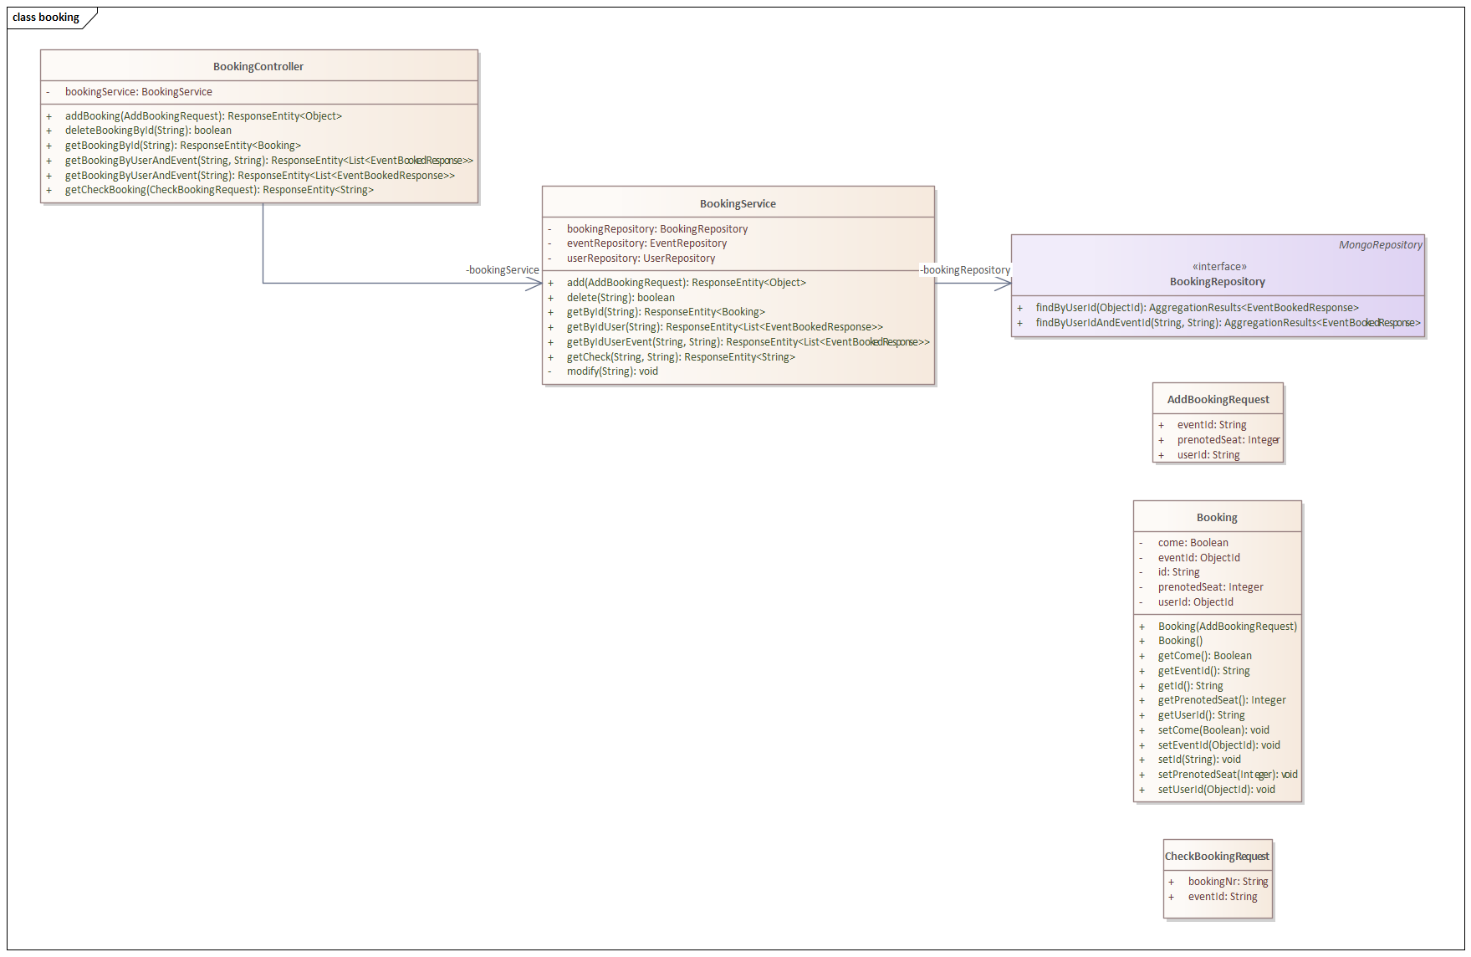 class booking
BookingController
- bookingService: BookingService
+ addBooking(AddBookingRequest): ResponseEntity<Object>
+ deleteBookingById(String): boolean
+ getBookingById(String): ResponseEntity<Booking>
+ getBookingByUserAndEvent(String, String): ResponseEntity<List<EventBookedResponse>>
+ getBookingByUserAndEvent(String): ResponseEntity<List<EventBookedResponse>>
+ getCheckBooking(CheckBookingRequest): ResponseEntity<String>
-bookingService
BookingService
- bookingRepository: BookingRepository
- eventRepository: EventRepository
- userRepository: UserRepository
+ add(AddBookingRequest): ResponseEntity<Object>
+ delete(String): boolean
+ getById(String): ResponseEntity<Booking>
+ getByIdUser(String): ResponseEntity<List<EventBookedResponse>>
+ getByIdUserEvent(String, String): ResponseEntity<List<EventBookedResponse>>
+ getCheck(String, String): ResponseEntity<String>
- modify(String): void
-bookingRepository
MongoRepository
«interface»
BookingRepository
+ findByUserId(ObjectId): AggregationResults<EventBookedResponse>
+ findByUserIdAndEventId(String, String): AggregationResults<EventBookedResponse>
AddBookingRequest
+ eventId: String
+ prenotedSeat: Integer
+ userId: String
Booking
- come: Boolean
- eventId: ObjectId
- id: String
- prenotedSeat: Integer
- userId: ObjectId
+ Booking(AddBookingRequest)
+ Booking()
+ getCome(): Boolean
+ getEventId(): String
+ getId(): String
+ getPrenotedSeat(): Integer
+ getUserId(): String
+ setCome(Boolean): void
+ setEventId(ObjectId): void
+ setId(String): void
+ setPrenotedSeat(Integer): void
+ setUserId(ObjectId): void
CheckBookingRequest
+ bookingNr: String
+ eventId: String